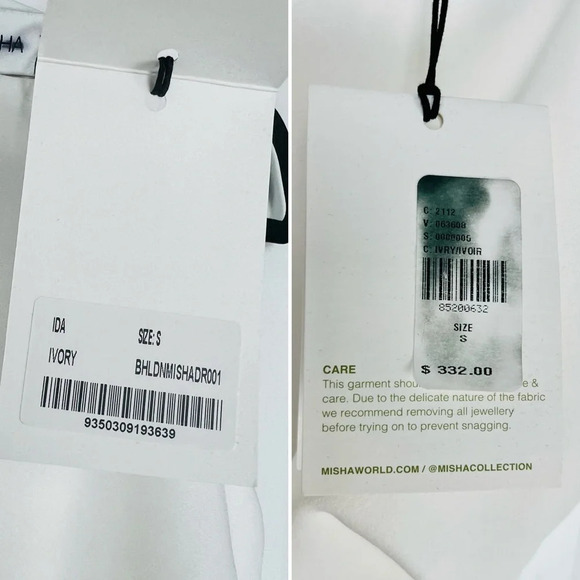 SHA
IDA SIZE: S
IVORY BHLDNMISHADR001
9350309193639
C: 2112
V: 063608
C: IVRY/IVOIR
85200632
SIZE
S
$ 332.00
CARE
This garment shou e &
care. Due to the delicate nature of the fabric
we recommend removing all jewellery
before trying on to prevent snagging.
MISHAWORLD.COM / @MISHACOLLECTION